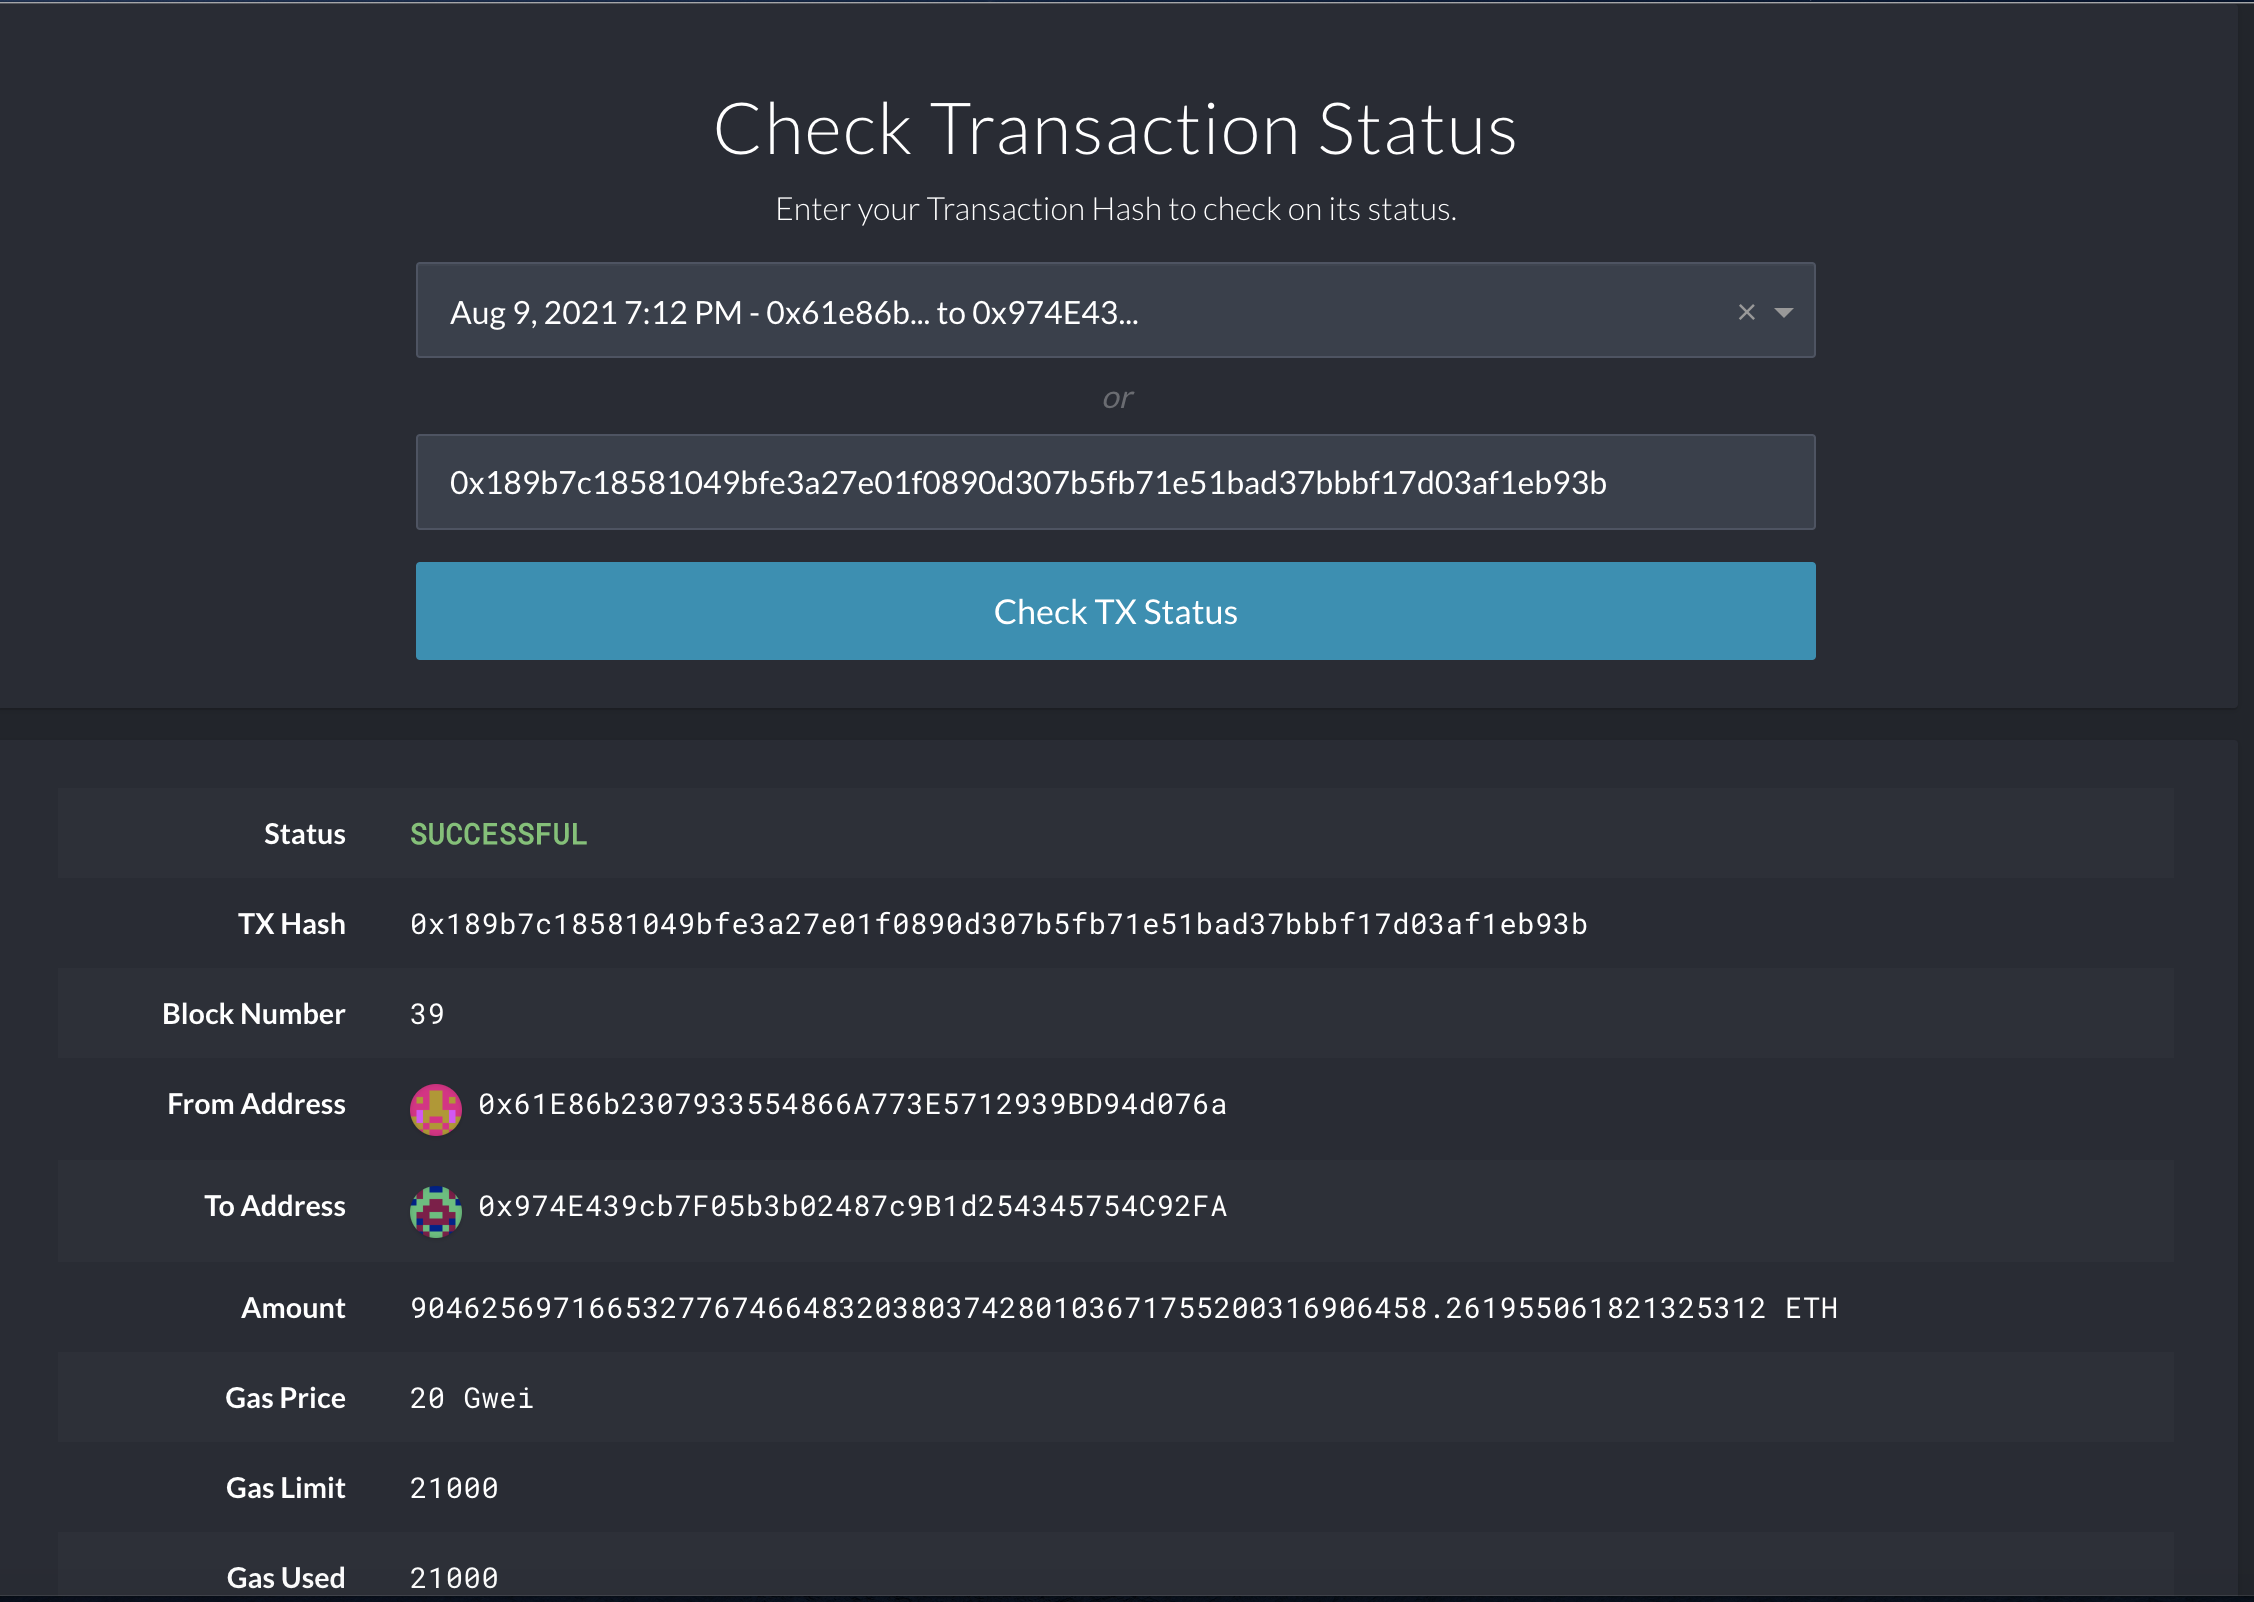 Check Transaction Status
Enter your Transaction Hash to check on its status.
Aug 9, 2021 7:12 PM - 0x61e86b... to 0x974E43...
or
0x189b7c18581049bfe3a27e01f0890d307b5fb71e51bad37bbbf17d03af1eb93b
Check TX Status
Status SUCCESSFUL
TX Hash 0x189b7c18581049bfe3a27e01f0890d307b5fb71e51bad37bbbf17d03af1eb93b
Block Number 39
From Address 0x61E86b2307933554866A773E5712939BD94d076a
To Address 0x974E439cb7F05b3b02487c9B1d254345754C92FA
Amount 904625697166532776746648320380374280103671755200316906458.261955061821325312 ETH
Gas Price 20 Gwei
Gas Limit 21000
Gas Used 21000